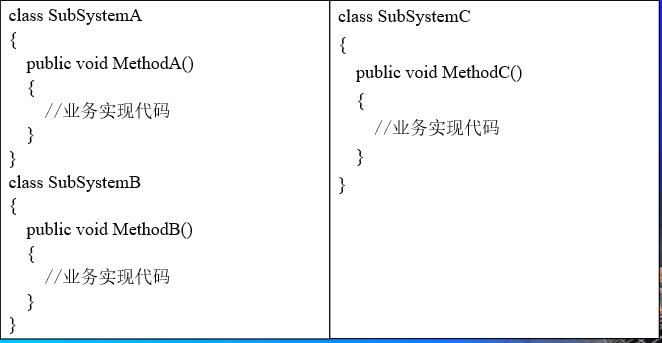 class SubSystemA
{
public void MethodA()
{
//业务实现代码
}
}
class SubSystemB
{
public void MethodB()
{
//业务实现代码
}
}
class SubSystemC
{
public void MethodC()
{
//业务实现代码
}
}